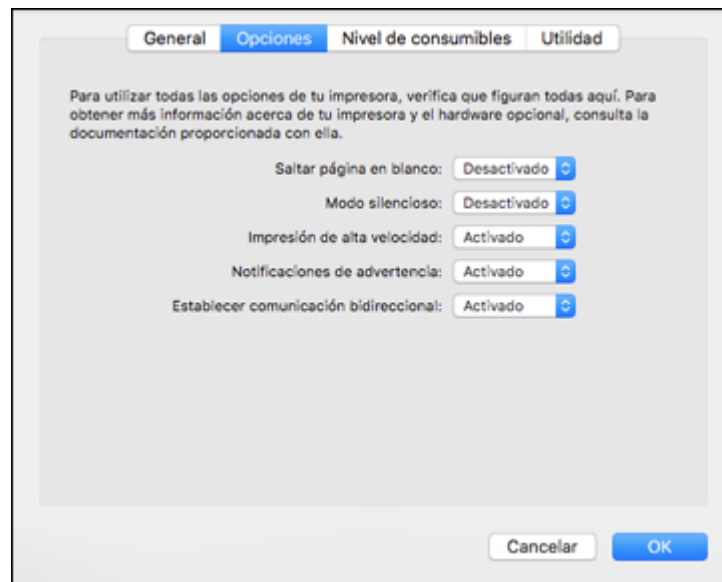 General Opciones Nivel de consumibles Utilidad
Para utilizar todas las opciones de tu impresora, verifica que figuran todas aquí. Para
obtener más información acerca de tu impresora y el hardware opcional, consulta la
documentación proporcionada con ella.
Saltar página en blanco: Desactivado
Modo silencioso: Desactivado
Impresión de alta velocidad: Activado
Notificaciones de advertencia: Activado
Establecer comunicación bidireccional: Activado
Cancelar OK